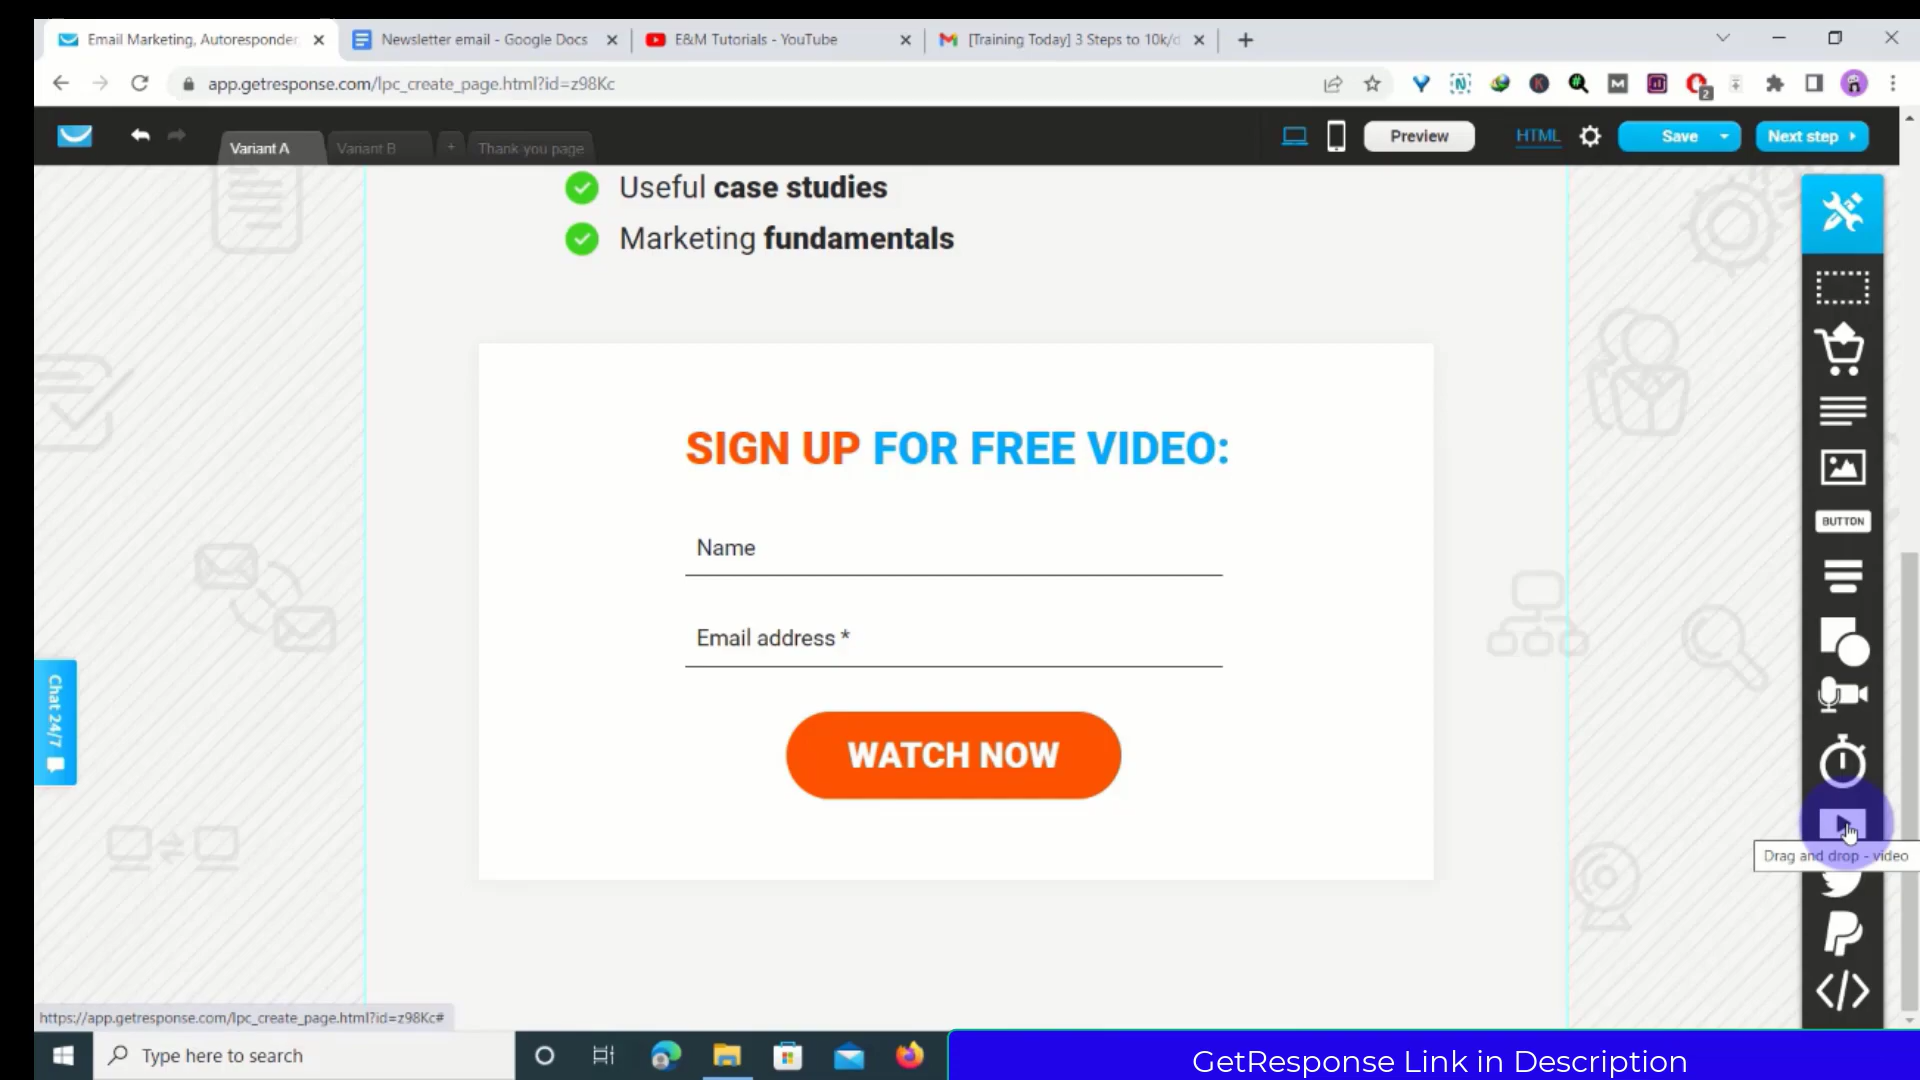 Email Marketing, Autoresponder
Newsletter email - Google Docs
E&M Tutorials - YouTube
[Training Today] 3 Steps to 10k/d
app.getresponse.com/lpc_create_page.html?id=z98Kc
2
Variant A
Variant B
+
Thank you page
Preview
HTML
Save
Next step
Useful case studies
Marketing fundamentals
SIGN UP FOR FREE VIDEO:
Name
Email address *
WATCH NOW
BUTTON
Drag and drop - video
Chat 24/7
https://app.getresponse.com/lpc_create_page.html?id=z98Kc#
Type here to search
GetResponse Link in Description